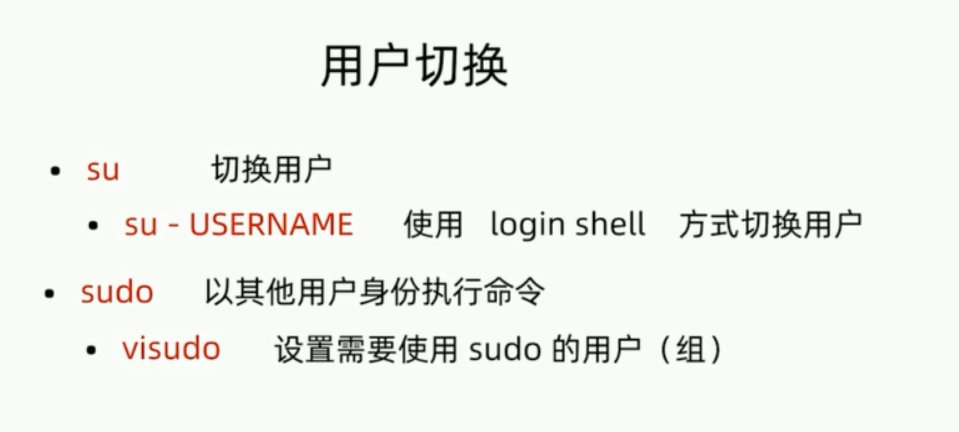 用户切换
• su 切换用户
• su - USERNAME 使用 login shell 方式切换用户
• sudo 以其他用户身份执行命令
• visudo 设置需要使用 sudo 的用户（组）